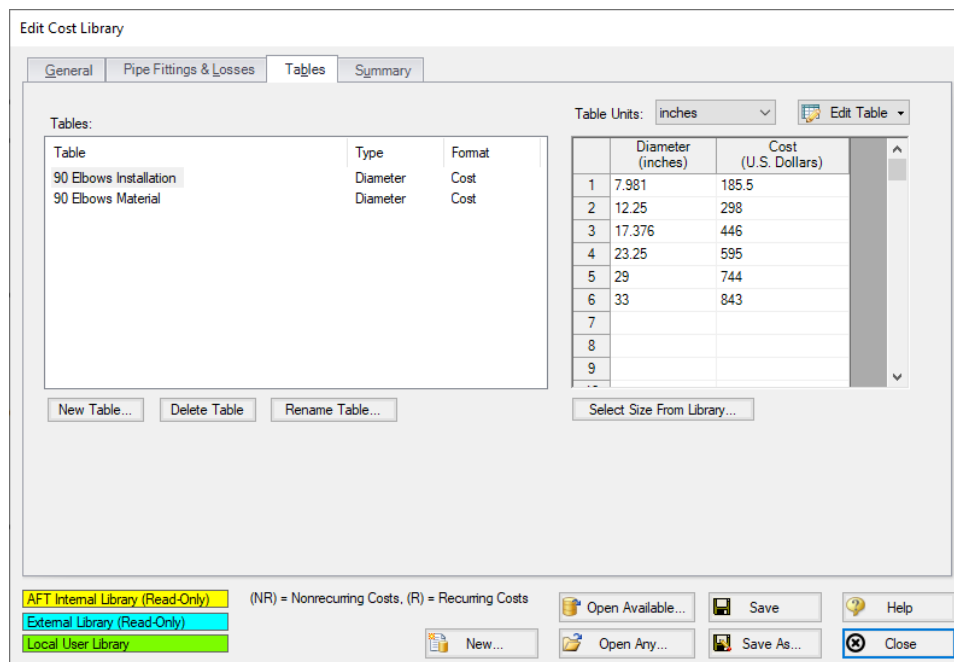 Edit Cost Library
General Pipe Fittings & Losses Tables Summary
Tables:
Table Units: inches Edit Table
Table Type Format
90 Elbows Installation Diameter Cost
90 Elbows Material Diameter Cost
Diameter (inches) Cost (U.S. Dollars)
1 7.981 185.5
2 12.25 298
3 17.376 446
4 23.25 595
5 29 744
6 33 843
7
8
9
New Table... Delete Table Rename Table...
Select Size From Library...
AFT Internal Library (Read-Only)
External Library (Read-Only)
Local User Library
(NR) = Nonrecurring Costs, (R) = Recurring Costs
Open Available... Save Help
New... Open Any... Save As... Close